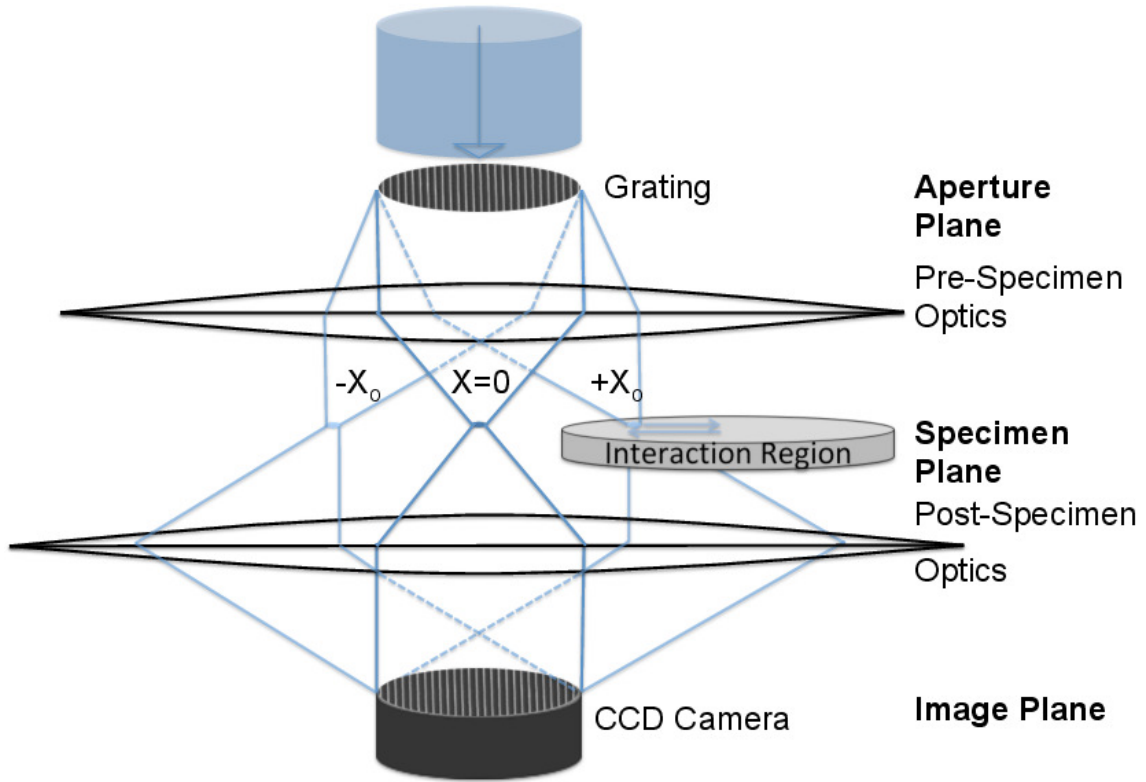 Grating
Aperture
Plane
Pre-Specimen
Optics
-X₀
X=0
+X₀
Interaction Region
Specimen
Plane
Post-Specimen
Optics
CCD Camera
Image Plane